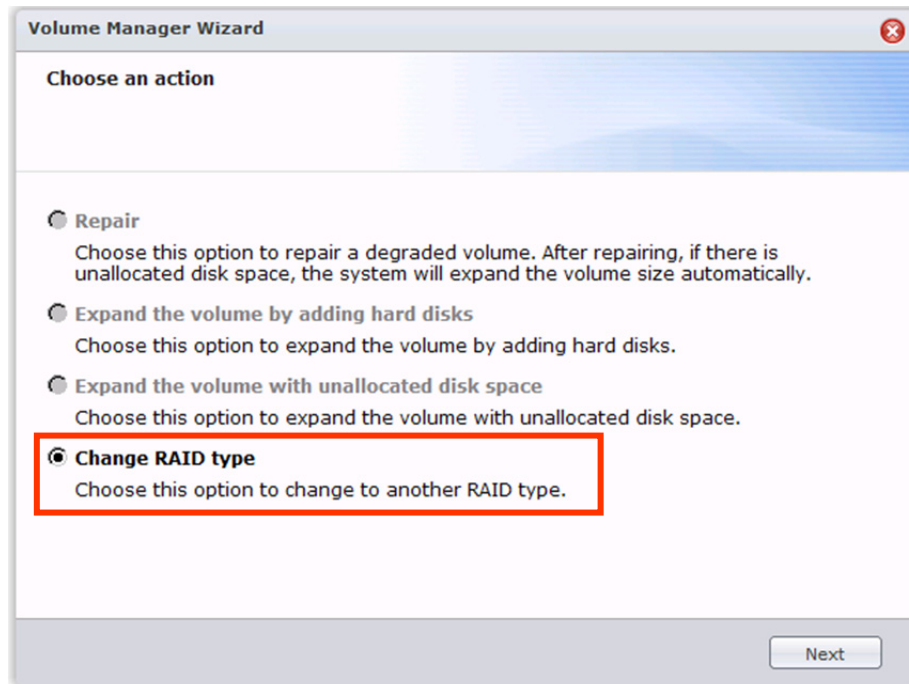 Volume Manager Wizard
Choose an action
Repair
Choose this option to repair a degraded volume. After repairing, if there is
unallocated disk space, the system will expand the volume size automatically.
Expand the volume by adding hard disks
Choose this option to expand the volume by adding hard disks.
Expand the volume with unallocated disk space
Choose this option to expand the volume with unallocated disk space.
Change RAID type
Choose this option to change to another RAID type.
Next